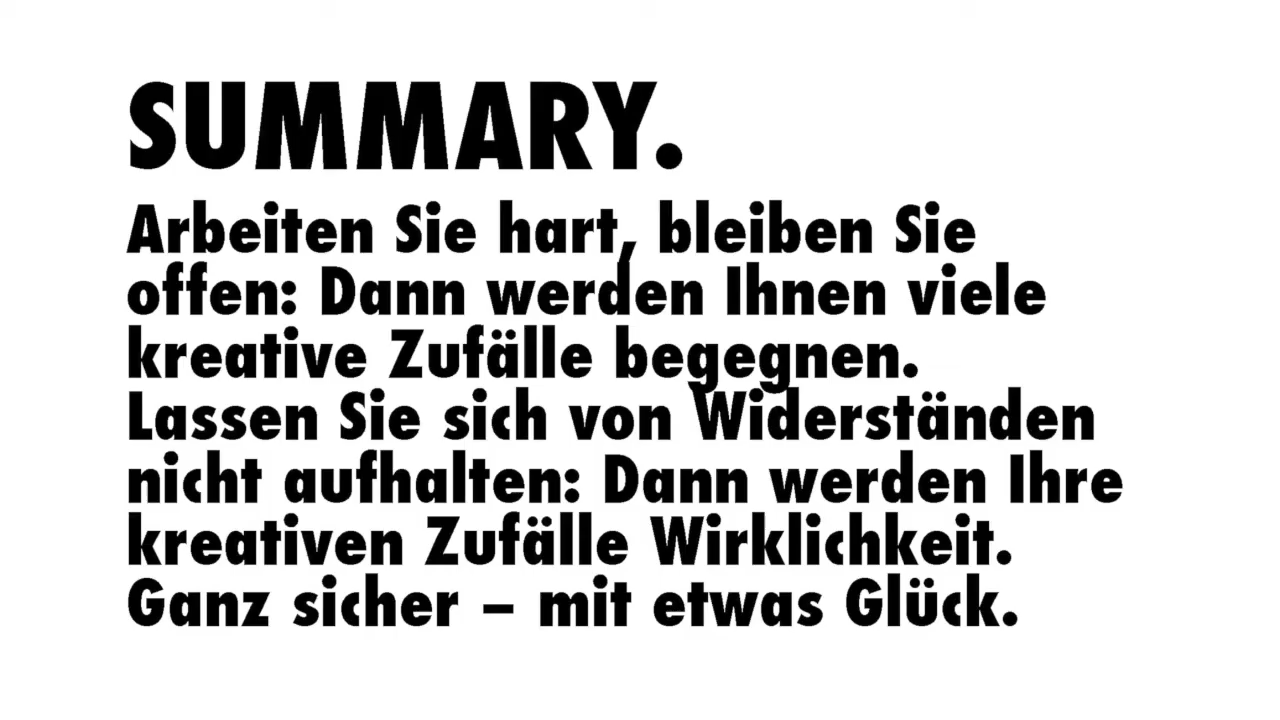 SUMMARY.
Arbeiten Sie hart, bleiben Sie
offen: Dann werden Ihnen viele
kreative Zufälle begegnen.
Lassen Sie sich von Widerständen
nicht aufhalten: Dann werden Ihre
kreativen Zufälle Wirklichkeit.
Ganz sicher – mit etwas Glück.